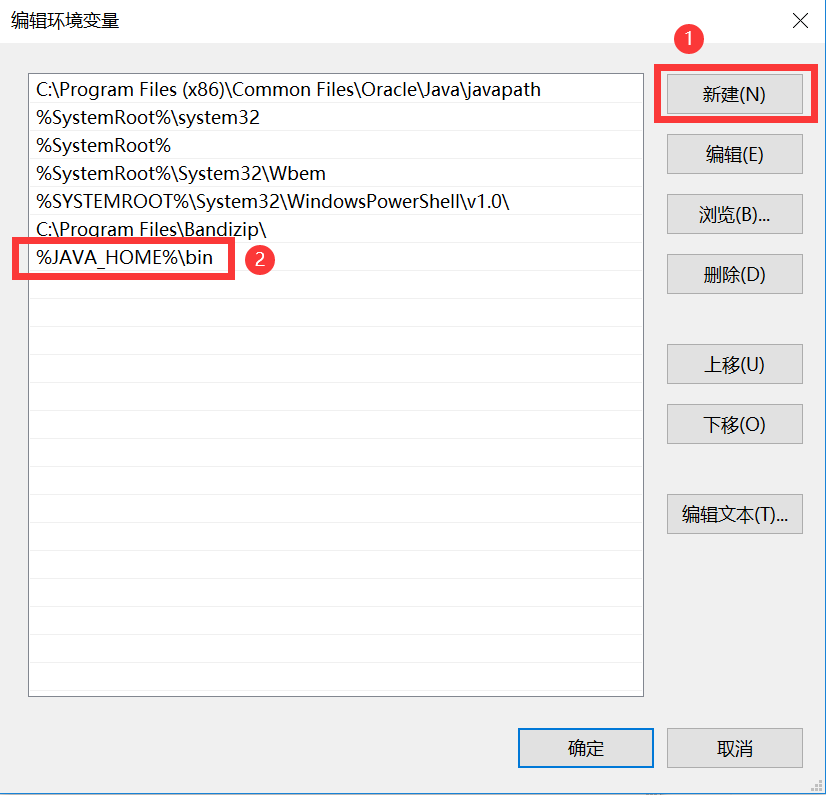 编辑环境变量
1
C:\Program Files (x86)\Common Files\Oracle\Java\javapath
新建(N)
%SystemRoot%\system32
%SystemRoot%
编辑(E)
%SystemRoot%\System32\Wbem
%SYSTEMROOT%\System32\WindowsPowerShell\v1.0\
浏览(B)...
C:\Program Files\Bandizip\
%JAVA_HOME%\bin
2
删除(D)
上移(U)
下移(O)
编辑文本(T)...
确定
取消